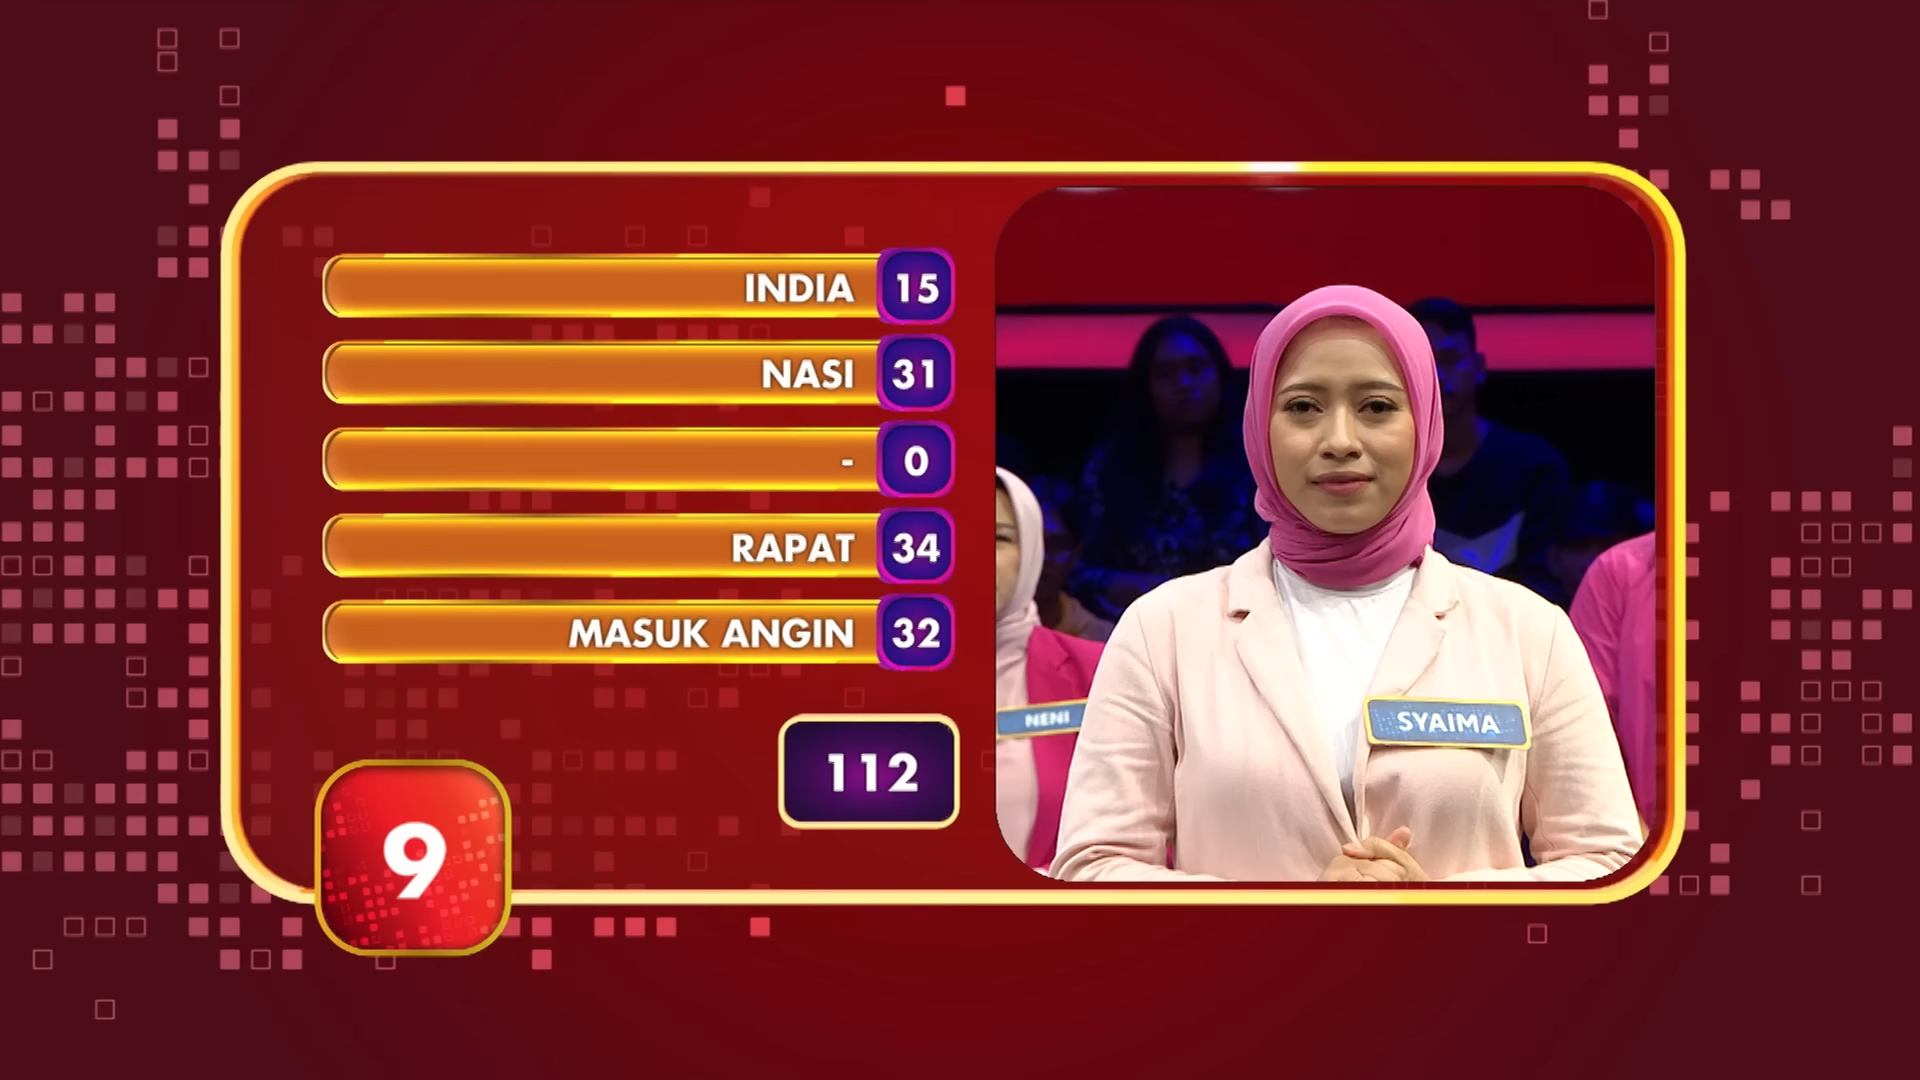 INDIA 15
NASI 31
- 0
RAPAT 34
MASUK ANGIN 32
112
9
NENI
SYAIMA